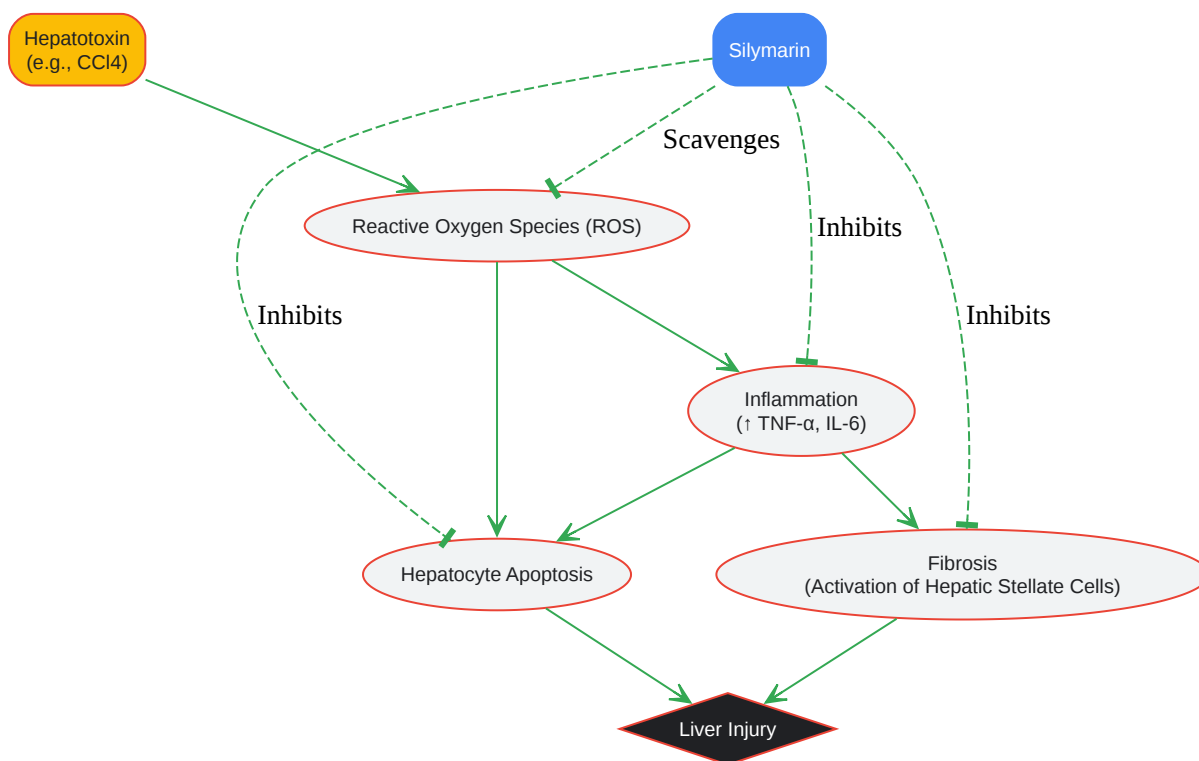 Hepatotoxin
(e.g., CCl4)
Silymarin
Scavenges
Reactive Oxygen Species (ROS)
Inhibits
Inhibits
Inhibits
Inflammation
(↑ TNF-α, IL-6)
Hepatocyte Apoptosis
Fibrosis
(Activation of Hepatic Stellate Cells)
Liver Injury